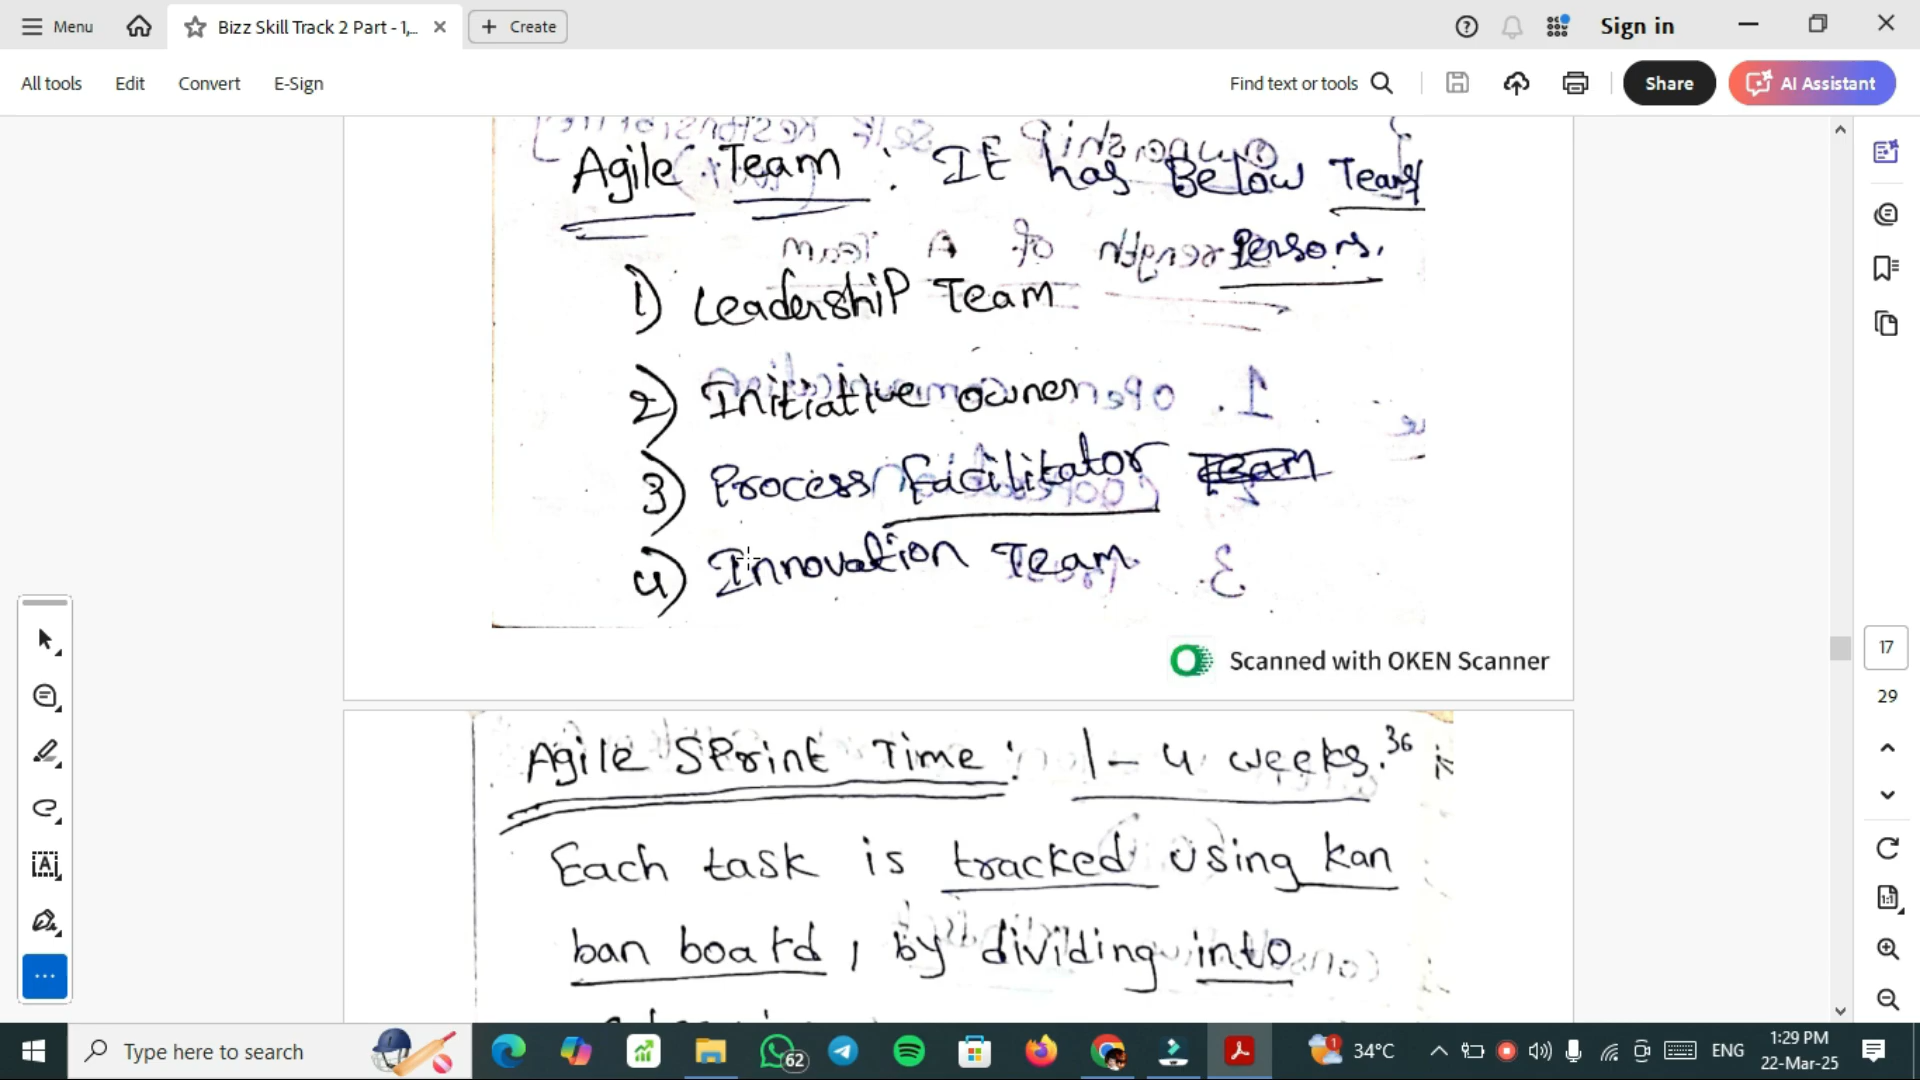 Menu
Bizz Skill Track 2 Part - 1,...
Create
Sign in
All tools
Edit
Convert
E-Sign
Find text or tools
Share
AI Assistant
Agile Team : It has Below Teams
Persons.
1) Leadership Team
2) Initiative owner
3) Process Facilitator Team
4) Innovation Team
Scanned with OKEN Scanner
Agile Sprint Time : 1 - 4 weeks. 36
Each task is tracked using kan
ban board, by dividing into
17
29
Type here to search
62
1
34°C
ENG
1:29 PM
22-Mar-25